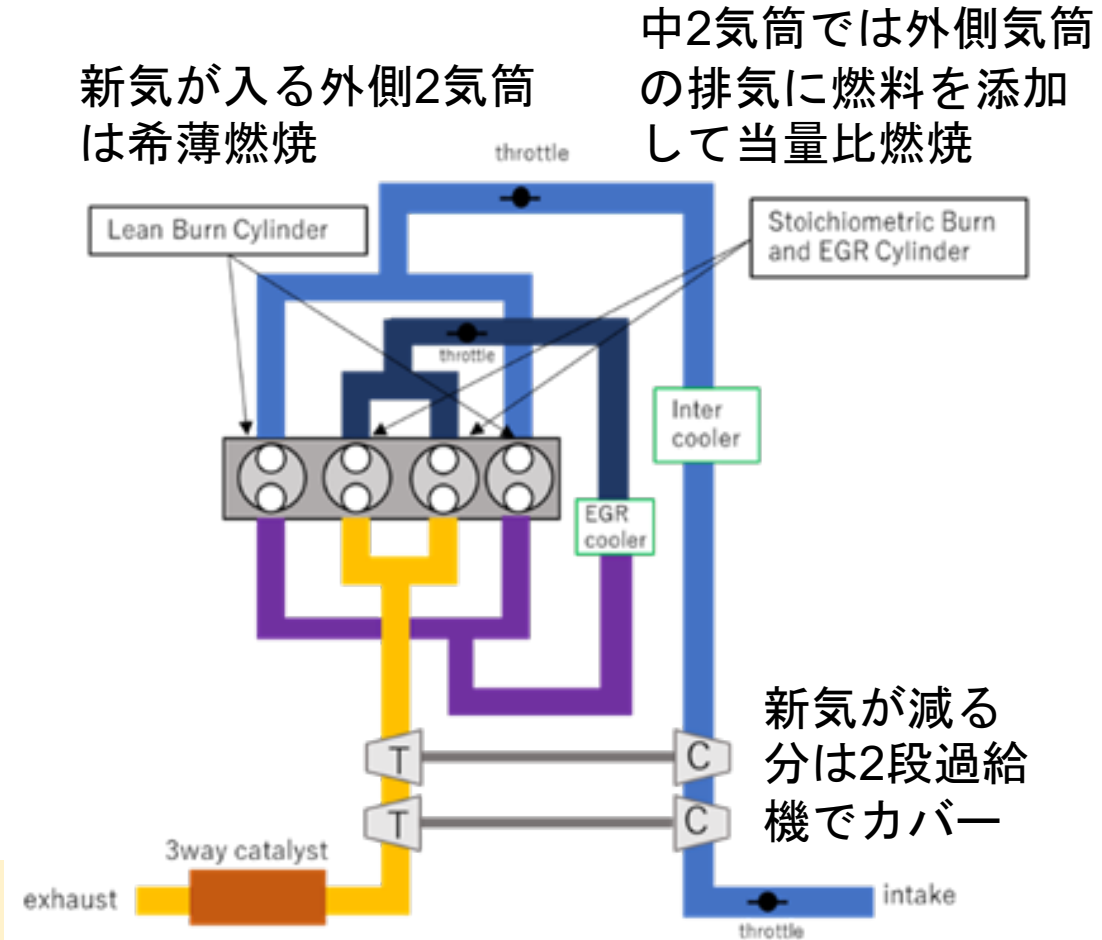 中2気筒では外側気筒
の排気に燃料を添加
して当量比燃焼
新気が入る外側2気筒
は希薄燃焼
throttle
Lean Burn Cylinder
Stoichiometric Burn
and EGR Cylinder
throttle
Inter
cooler
EGR
cooler
新気が減る
分は2段過給
機でカバー
T
C
T
C
3way catalyst
exhaust
intake
throttle